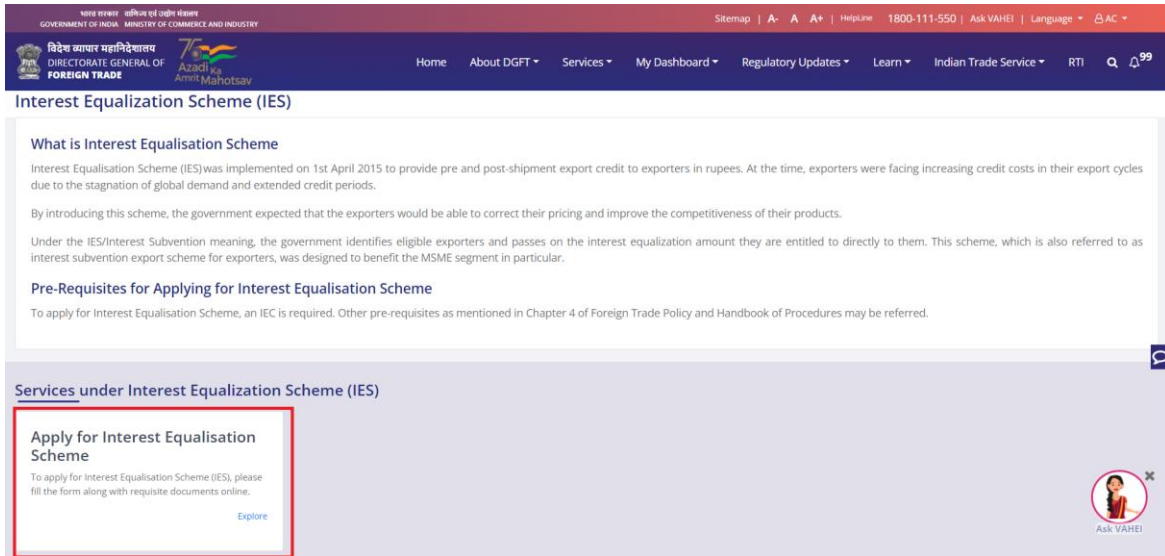 भारत सरकार वाणिज्य एवं उद्योग मंत्रालय
GOVERNMENT OF INDIA MINISTRY OF COMMERCE AND INDUSTRY
Sitemap | A- A A+ | HelpLine 1800-111-550 | Ask VAHEI | Language AC
विदेश व्यापार महानिदेशालय
DIRECTORATE GENERAL OF
FOREIGN TRADE
Azadi Ka
Amrit Mahotsav
Home About DGFT Services My Dashboard Regulatory Updates Learn Indian Trade Service RTI 99
Interest Equalization Scheme (IES)
What is Interest Equalisation Scheme
Interest Equalisation Scheme (IES)was implemented on 1st April 2015 to provide pre and post-shipment export credit to exporters in rupees. At the time, exporters were facing increasing credit costs in their export cycles
due to the stagnation of global demand and extended credit periods.
By introducing this scheme, the government expected that the exporters would be able to correct their pricing and improve the competitiveness of their products.
Under the IES/Interest Subvention meaning, the government identifies eligible exporters and passes on the interest equalization amount they are entitled to directly to them. This scheme, which is also referred to as
interest subvention export scheme for exporters, was designed to benefit the MSME segment in particular.
Pre-Requisites for Applying for Interest Equalisation Scheme
To apply for Interest Equalisation Scheme, an IEC is required. Other pre-requisites as mentioned in Chapter 4 of Foreign Trade Policy and Handbook of Procedures may be referred.
Services under Interest Equalization Scheme (IES)
Apply for Interest Equalisation
Scheme
To apply for Interest Equalisation Scheme (IES), please
fill the form along with requisite documents online.
Explore
Ask VAHEI